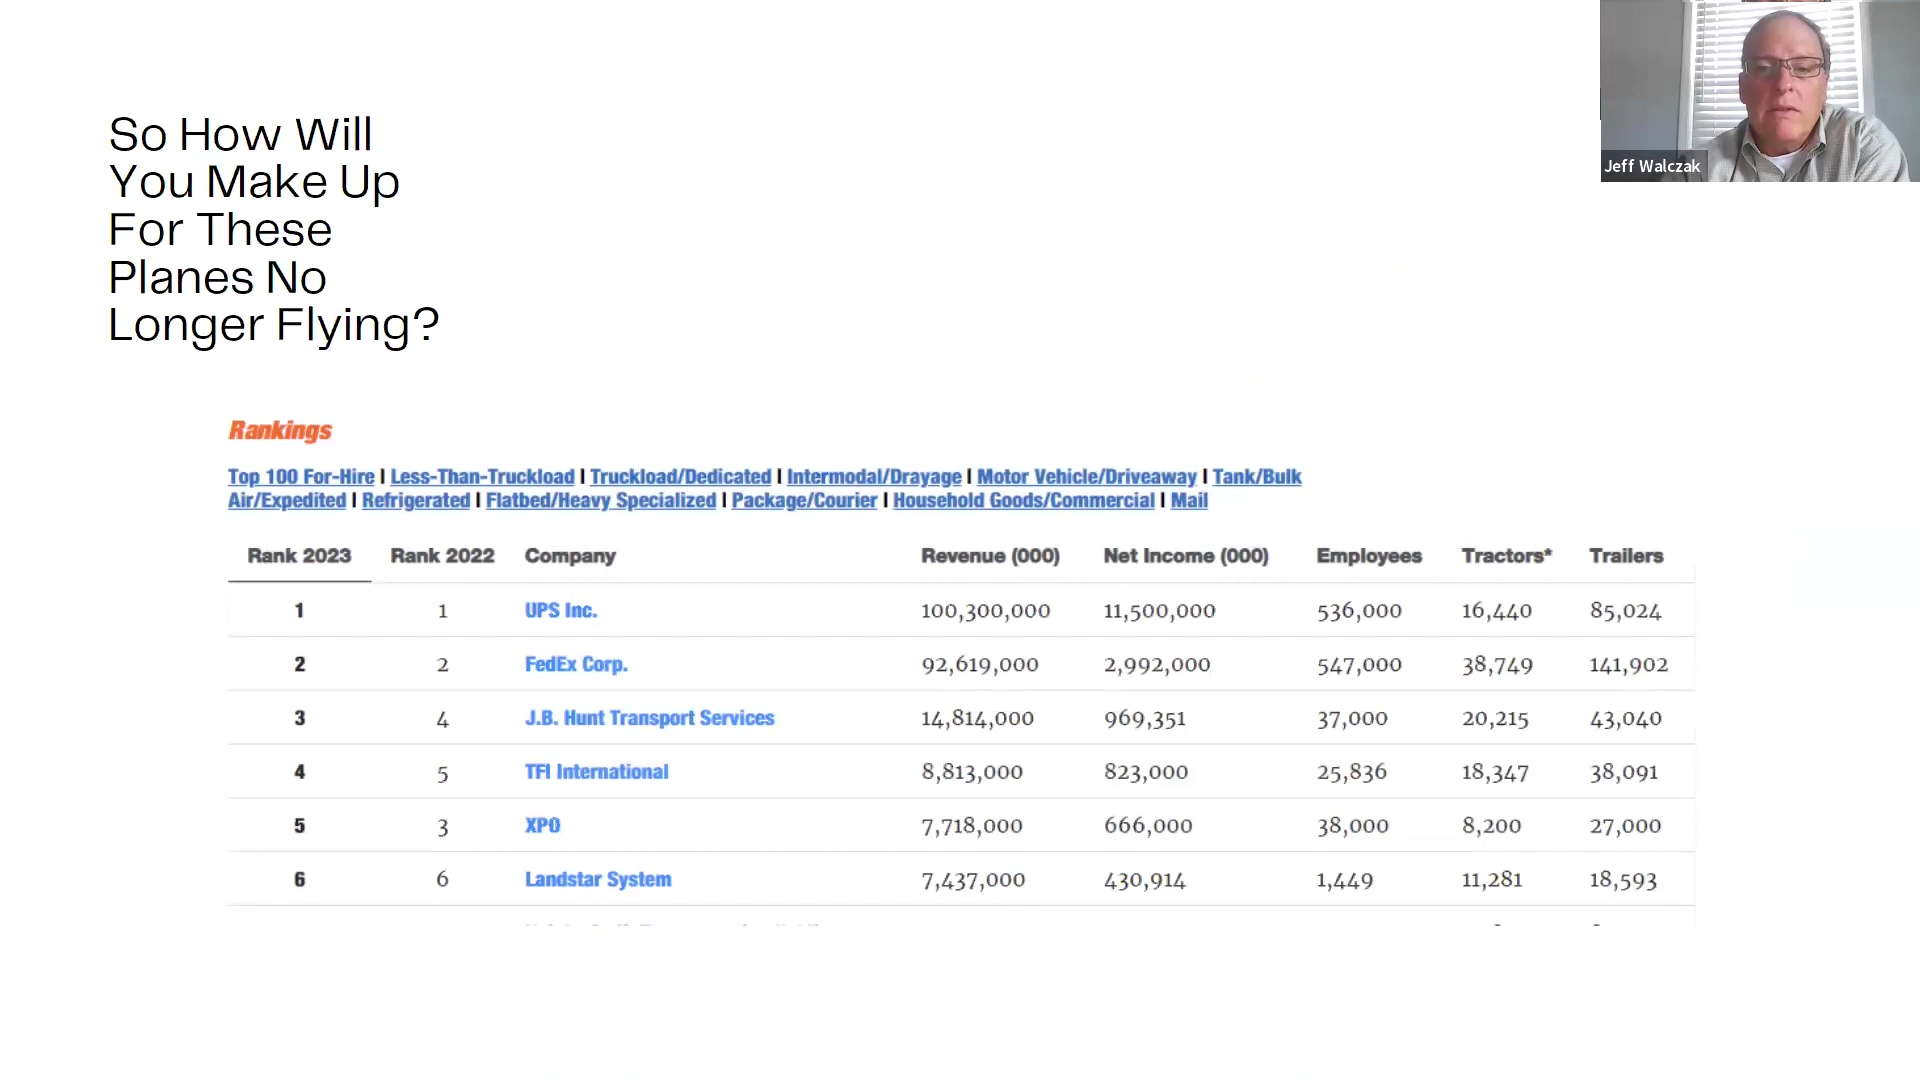 So How Will
You Make Up
For These
Planes No
Longer Flying?
Jeff Walczak
Rankings
Top 100 For-Hire | Less-Than-Truckload | Truckload/Dedicated | Intermodal/Drayage | Motor Vehicle/Driveaway | Tank/Bulk
Air/Expedited | Refrigerated | Flatbed/Heavy Specialized | Package/Courier | Household Goods/Commercial | Mail
Rank 2023 Rank 2022 Company Revenue (000) Net Income (000) Employees Tractors* Trailers
1 1 UPS Inc. 100,300,000 11,500,000 536,000 16,440 85,024
2 2 FedEx Corp. 92,619,000 2,992,000 547,000 38,749 141,902
3 4 J.B. Hunt Transport Services 14,814,000 969,351 37,000 20,215 43,040
4 5 TFI International 8,813,000 823,000 25,836 18,347 38,091
5 3 XPO 7,718,000 666,000 38,000 8,200 27,000
6 6 Landstar System 7,437,000 430,914 1,449 11,281 18,593